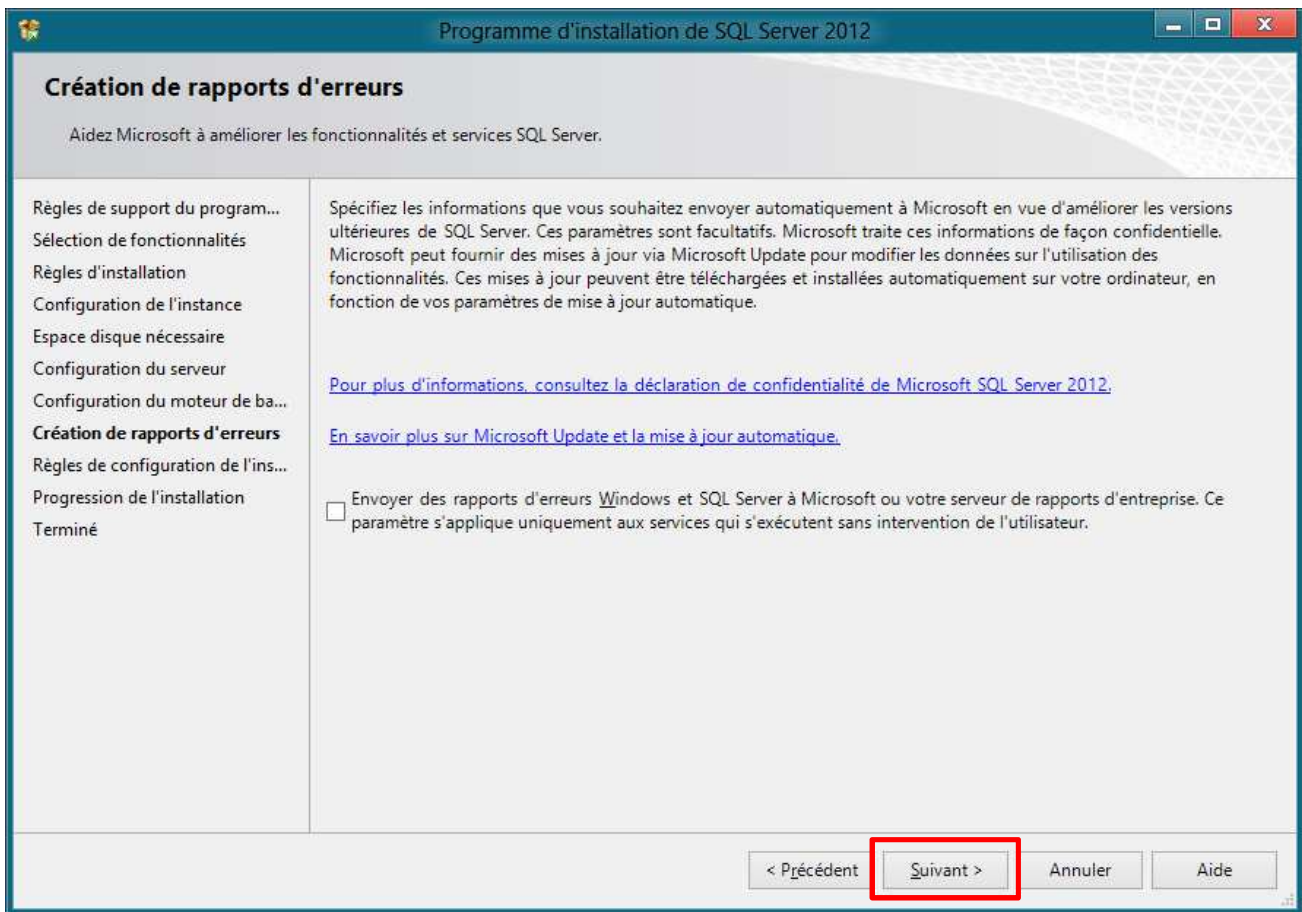 Programme d'installation de SQL Server 2012
Création de rapports d'erreurs
Aidez Microsoft à améliorer les fonctionnalités et services SQL Server.
Règles de support du program...
Sélection de fonctionnalités
Règles d'installation
Configuration de l'instance
Espace disque nécessaire
Configuration du serveur
Configuration du moteur de ba...
Création de rapports d'erreurs
Règles de configuration de l'ins...
Progression de l'installation
Terminé
Spécifiez les informations que vous souhaitez envoyer automatiquement à Microsoft en vue d'améliorer les versions
ultérieures de SQL Server. Ces paramètres sont facultatifs. Microsoft traite ces informations de façon confidentielle.
Microsoft peut fournir des mises à jour via Microsoft Update pour modifier les données sur l'utilisation des
fonctionnalités. Ces mises à jour peuvent être téléchargées et installées automatiquement sur votre ordinateur, en
fonction de vos paramètres de mise à jour automatique.
Pour plus d'informations, consultez la déclaration de confidentialité de Microsoft SQL Server 2012.
En savoir plus sur Microsoft Update et la mise à jour automatique.
Envoyer des rapports d'erreurs Windows et SQL Server à Microsoft ou votre serveur de rapports d'entreprise. Ce
paramètre s'applique uniquement aux services qui s'exécutent sans intervention de l'utilisateur.
< Précédent
Suivant >
Annuler
Aide